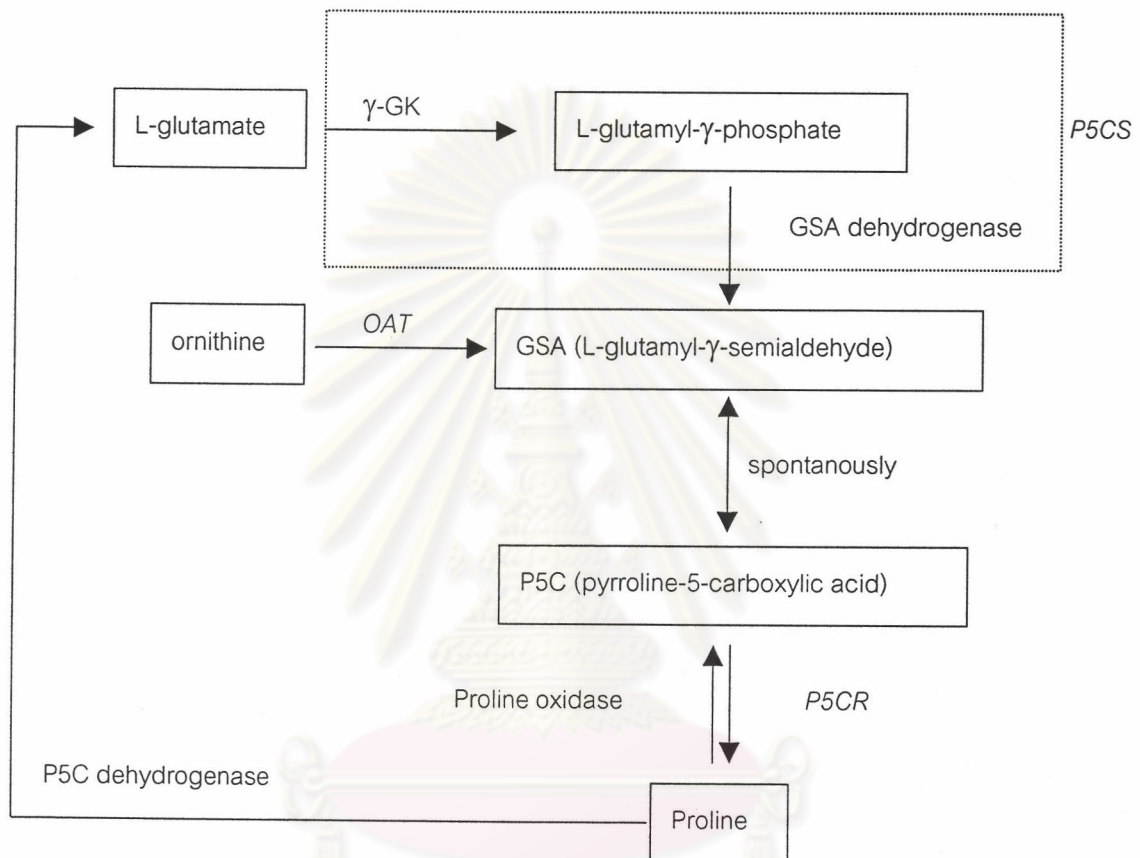 L-glutamate
γ-GK
L-glutamyl-γ-phosphate
P5CS
GSA dehydrogenase
ornithine
OAT
GSA (L-glutamyl-γ-semialdehyde)
spontanously
P5C (pyrroline-5-carboxylic acid)
Proline oxidase
P5CR
P5C dehydrogenase
Proline